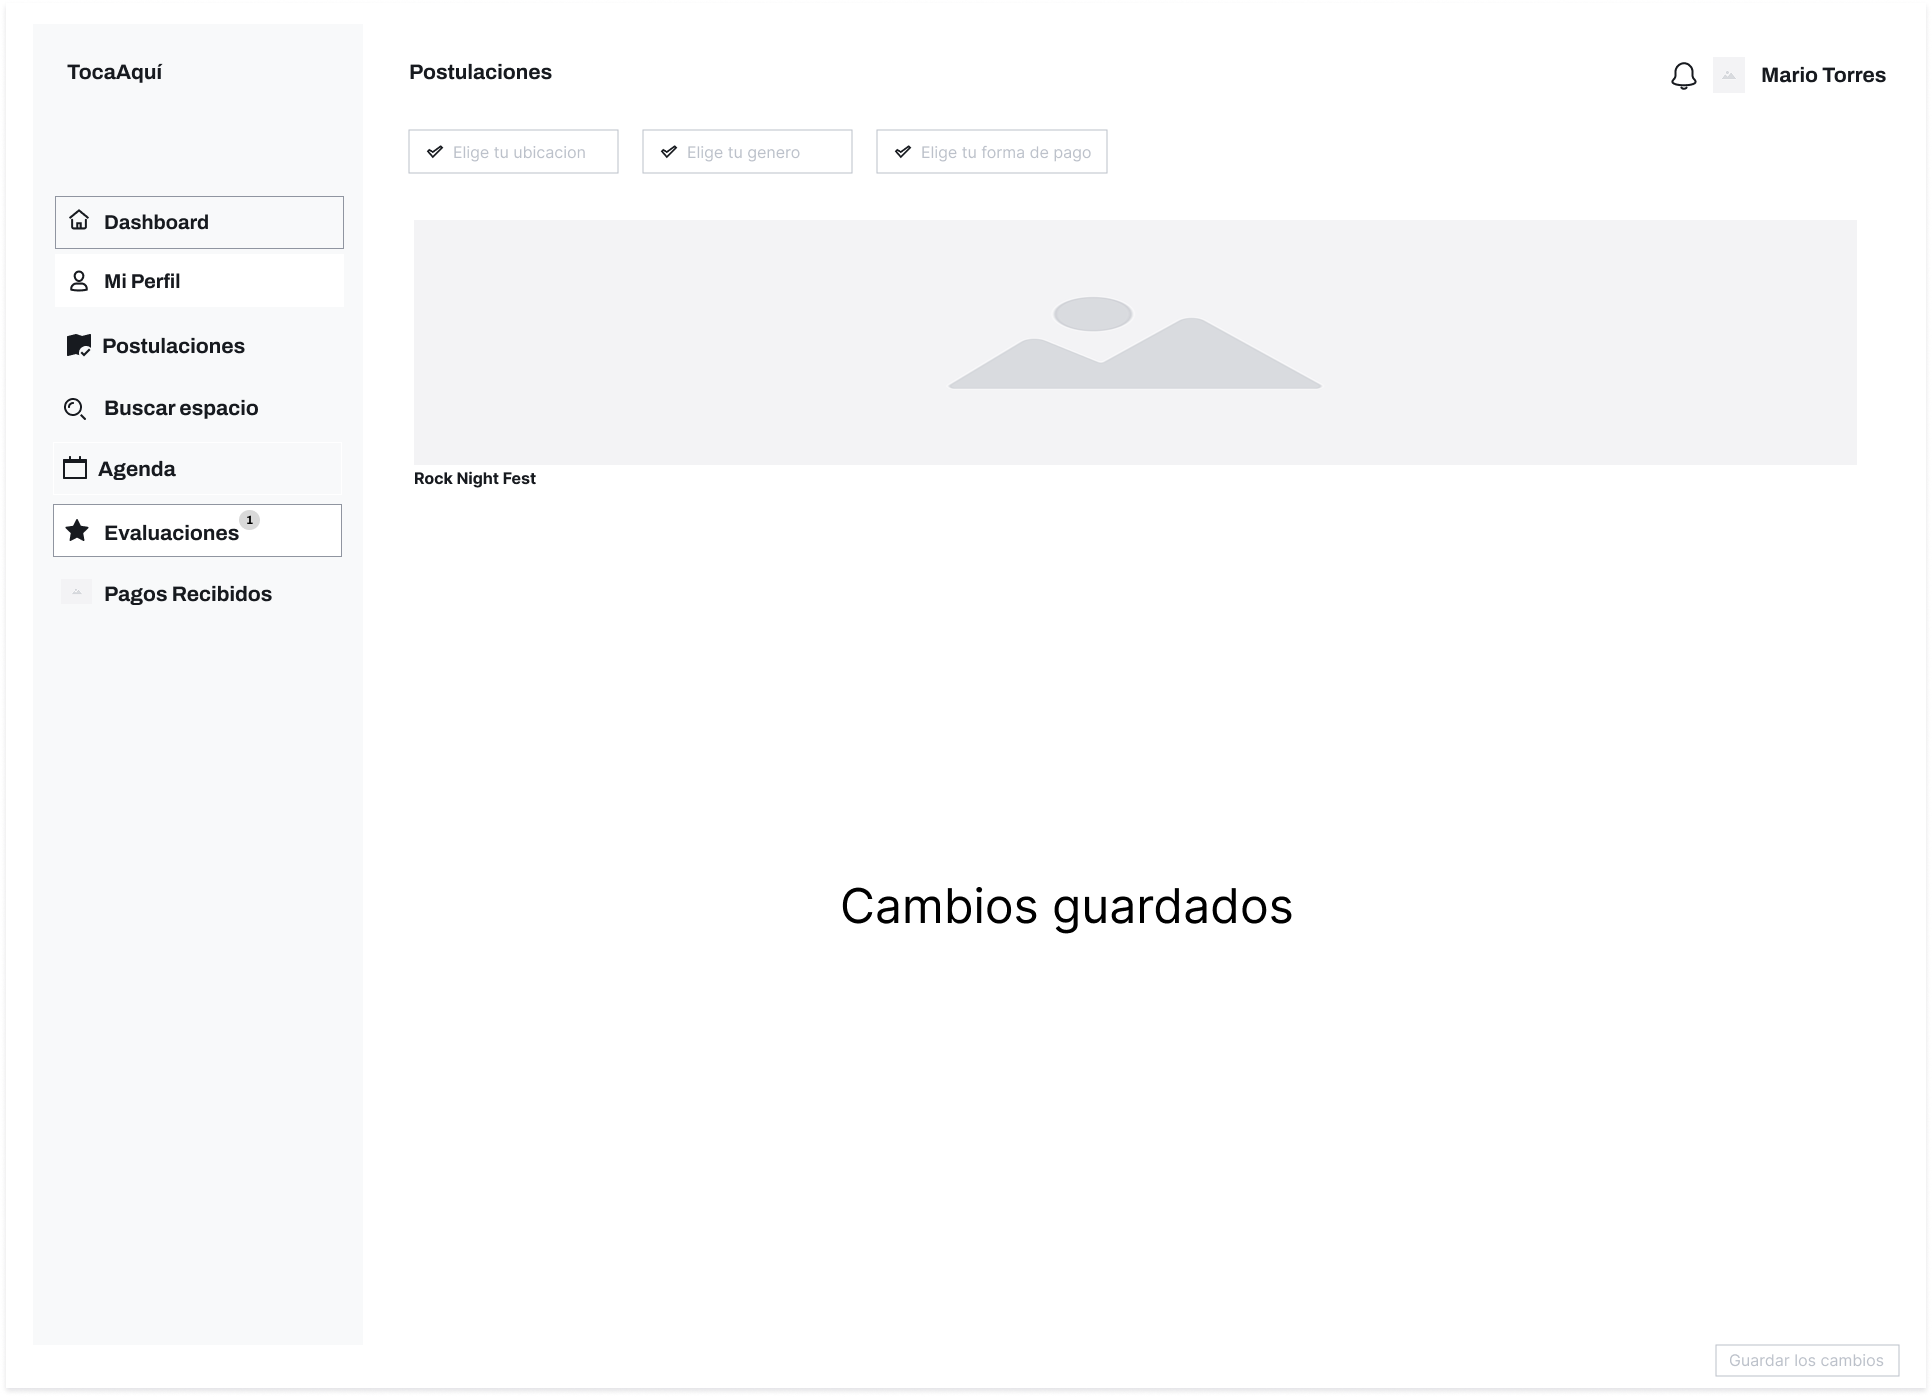 TocaAquí
Postulaciones
Mario Torres
Elige tu ubicacion
Elige tu genero
Elige tu forma de pago
Dashboard
Mi Perfil
Postulaciones
Buscar espacio
Agenda
Evaluaciones 1
Pagos Recibidos
Rock Night Fest
Cambios guardados
Guardar los cambios